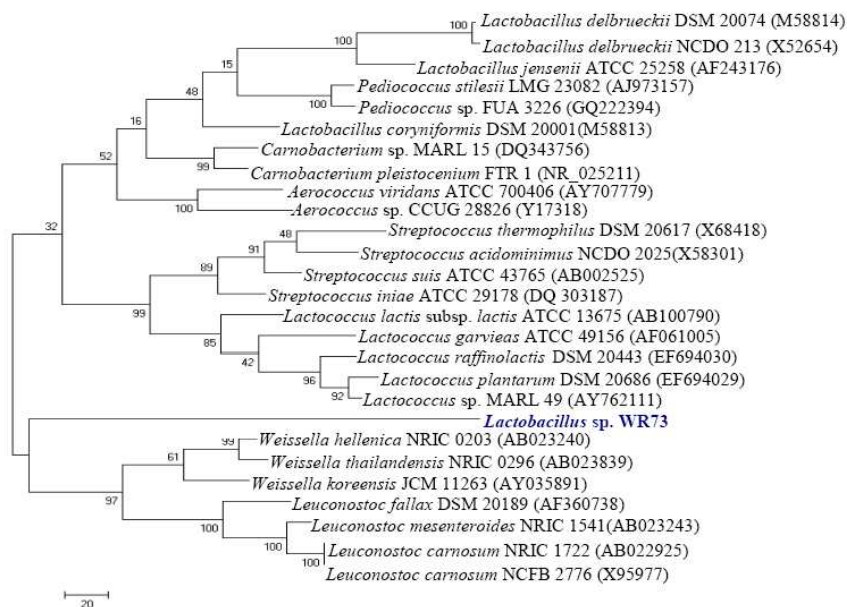 100 Lactobacillus delbrueckii DSM 20074 (M58814)
100 Lactobacillus delbrueckii NCDO 213 (X52654)
15 Lactobacillus jensenii ATCC 25258 (AF243176)
Pediococcus stilesii LMG 23082 (AJ973157)
48
100 Pediococcus sp. FUA 3226 (GQ222394)
16 Lactobacillus coryniformis DSM 20001(M58813)
Carnobacterium sp. MARL 15 (DQ343756)
52 99
Carnobacterium pleistocenium FTR 1 (NR_025211)
Aerococcus viridans ATCC 700406 (AY707779)
100 Aerococcus sp. CCUG 28826 (Y17318)
32 48 Streptococcus thermophilus DSM 20617 (X68418)
91 Streptococcus acidominimus NCDO 2025(X58301)
89 Streptococcus suis ATCC 43765 (AB002525)
Streptococcus iniae ATCC 29178 (DQ 303187)
99 Lactococcus lactis subsp. lactis ATCC 13675 (AB100790)
85 Lactococcus garvieae ATCC 49156 (AF061005)
42 Lactococcus raffinolactis DSM 20443 (EF694030)
96 Lactococcus plantarum DSM 20686 (EF694029)
92 Lactococcus sp. MARL 49 (AY762111)
Lactobacillus sp. WR73
99 Weissella hellenica NRIC 0203 (AB023240)
61 Weissella thailandensis NRIC 0296 (AB023839)
Weissella koreensis JCM 11263 (AY035891)
97 Leuconostoc fallax DSM 20189 (AF360738)
100 Leuconostoc mesenteroides NRIC 1541(AB023243)
100 100 Leuconostoc carnosum NRIC 1722 (AB022925)
Leuconostoc carnosum NCFB 2776 (X95977)
20